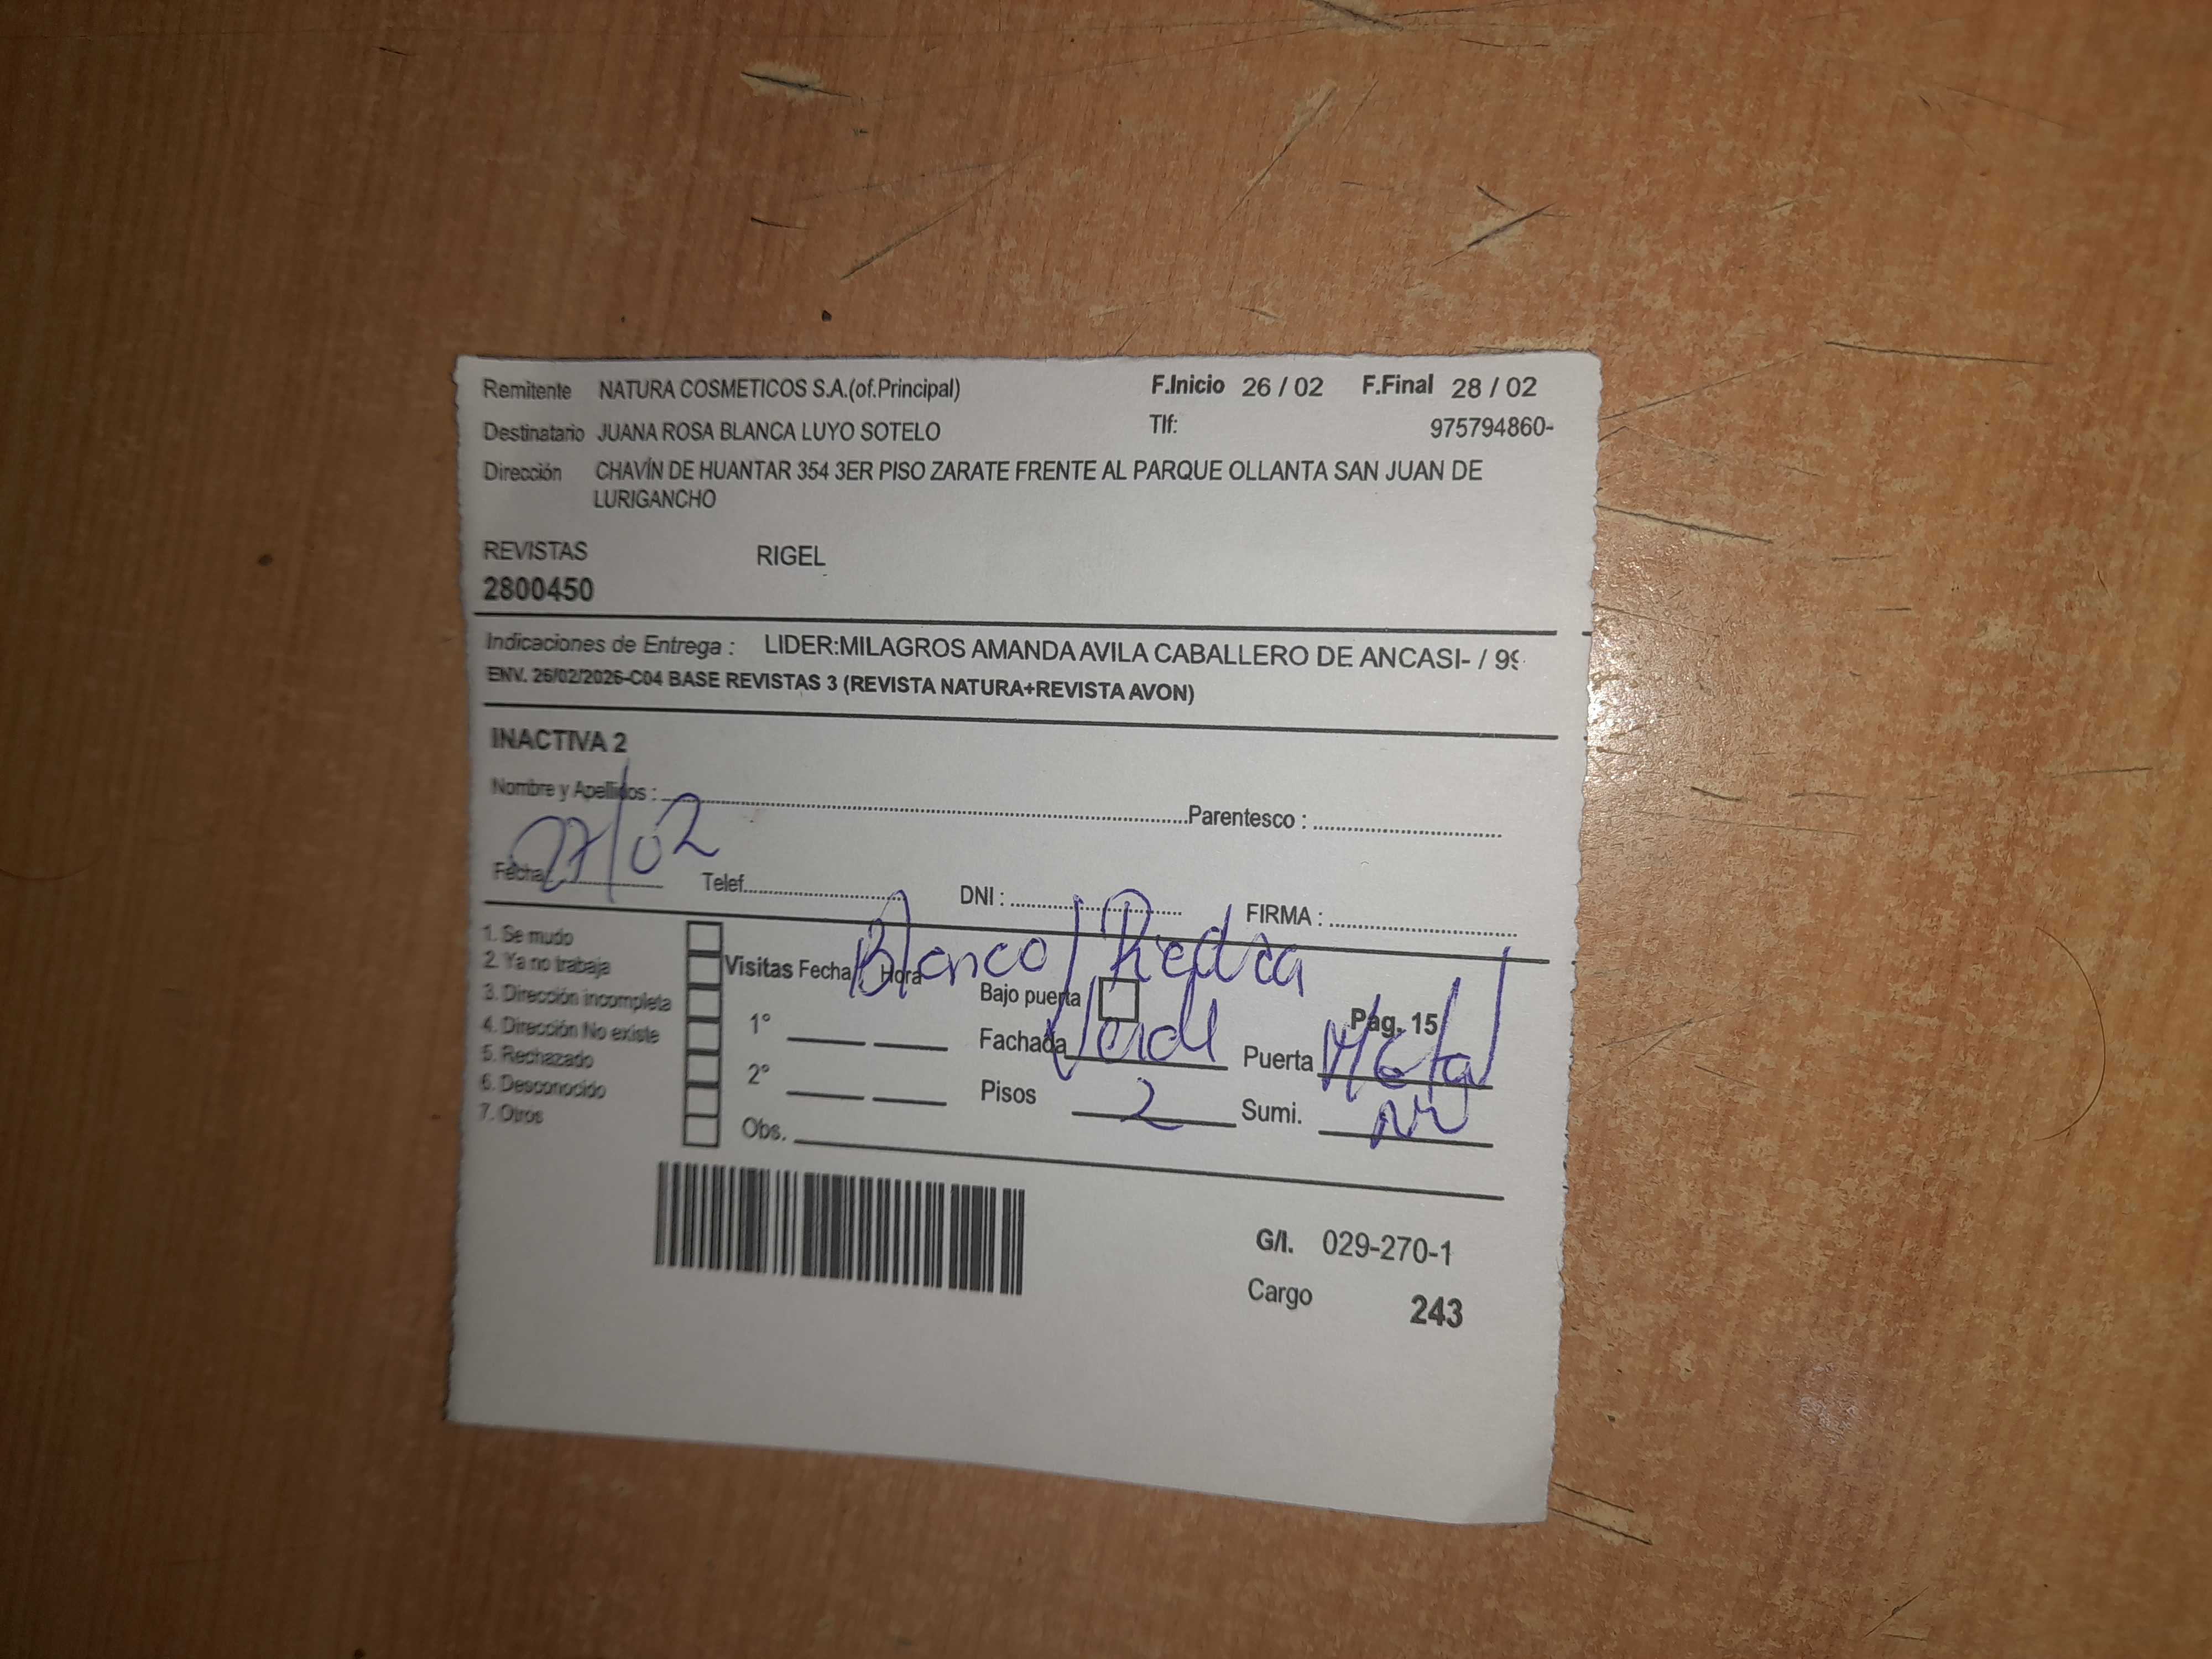 Remitente NATURA COSMETICOS S.A.(of.Principal) F.Inicio 26 / 02 F.Final 28 / 02
Destinatario JUANA ROSA BLANCA LUYO SOTELO Tlf: 975794860-
Dirección CHAVÍN DE HUANTAR 354 3ER PISO ZARATE FRENTE AL PARQUE OLLANTA SAN JUAN DE
LURIGANCHO
REVISTAS RIGEL
2800450
Indicaciones de Entrega : LIDER:MILAGROS AMANDA AVILA CABALLERO DE ANCASI- / 99
ENV. 26/02/2026-C04 BASE REVISTAS 3 (REVISTA NATURA+REVISTA AVON)
INACTIVA 2
Nombre y Apellidos : Parentesco :
Fecha 27/02 Telef. DNI : FIRMA :
1. Se mudo
2. Ya no trabaja
3. Dirección incompleta
4. Dirección No existe
5. Rechazado
6. Desconocido
7. Otros
Visitas Fecha Hora
1°
2°
Obs.
Blanco/Piedra
Bajo puerta
Pag. 15
Fachada Verde Puerta Metal
Pisos 2 Sumi.
G/I. 029-270-1
Cargo 243